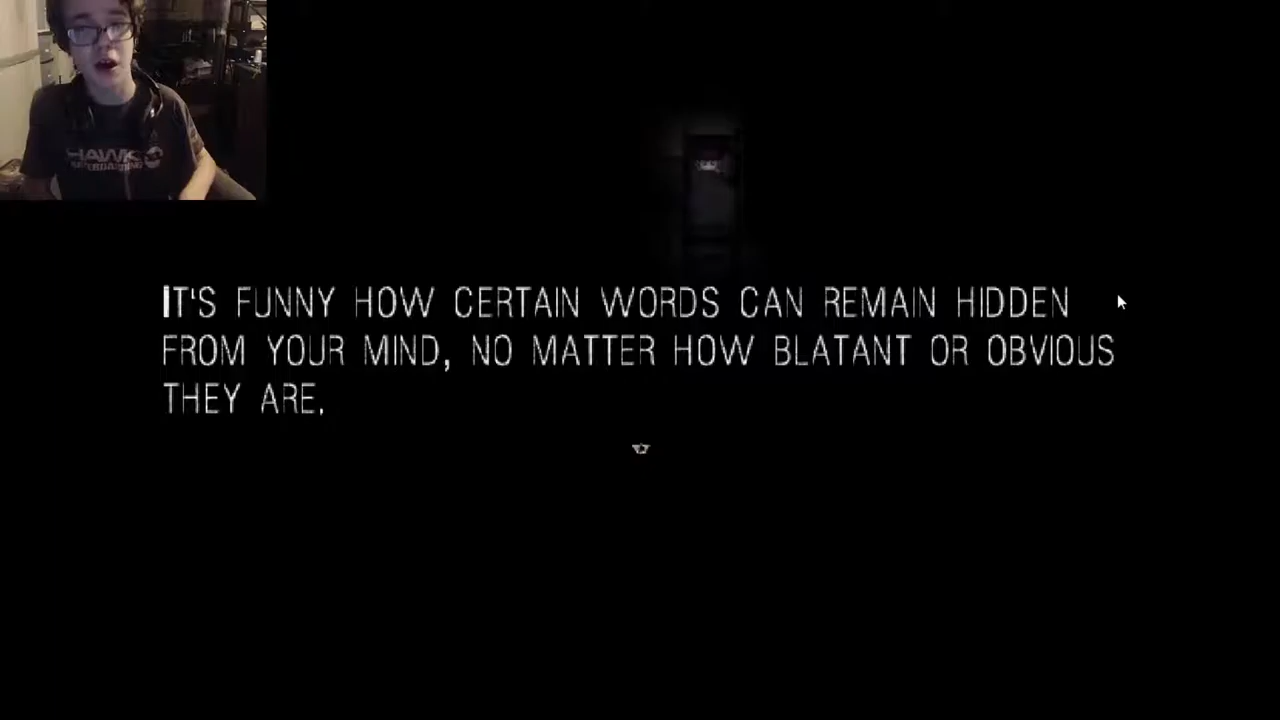 HAWK
IT'S FUNNY HOW CERTAIN WORDS CAN REMAIN HIDDEN
FROM YOUR MIND, NO MATTER HOW BLATANT OR OBVIOUS
THEY ARE.